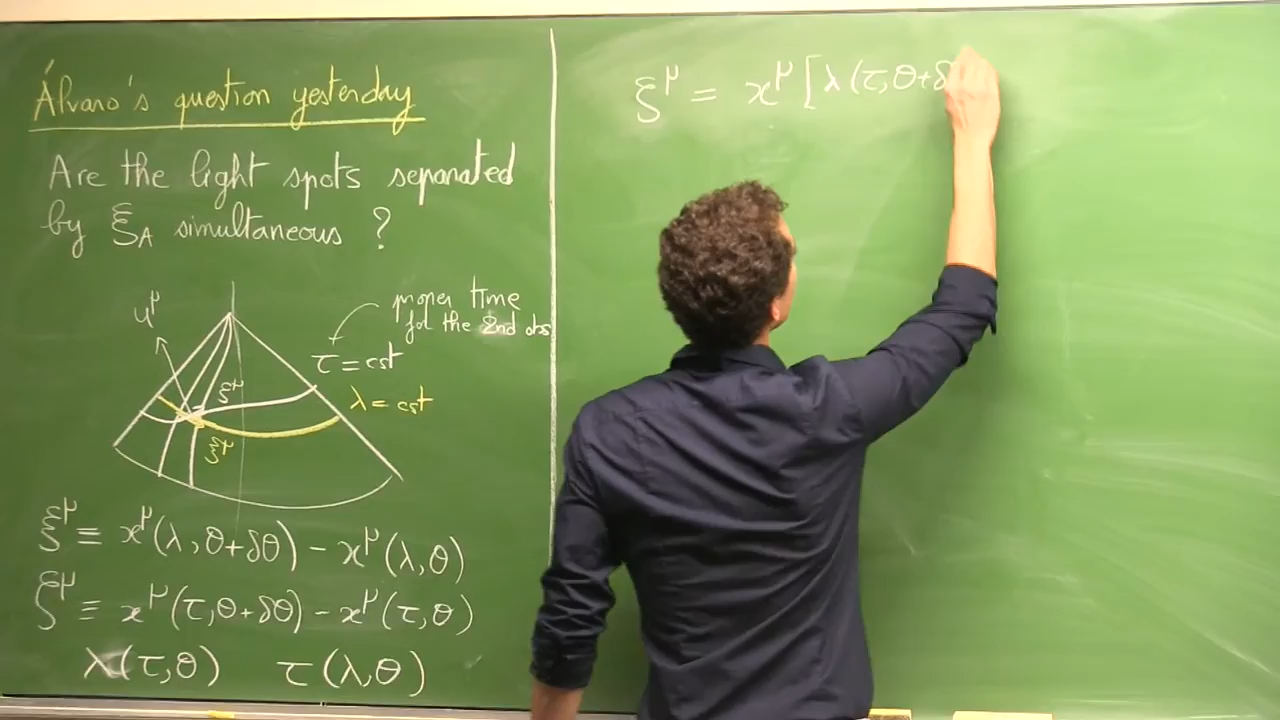 Álvaro's question yesterday
Are the light spots separated
by ξ_A simultaneous ?
u^μ
proper time
for the 2nd obs
τ = cst
λ = cst
ζ^μ
ξ^μ
ξ^μ ≡ x^μ(λ, θ+δθ) − x^μ(λ, θ)
ζ^μ ≡ x^μ(τ, θ+δθ) − x^μ(τ, θ)
λ(τ, θ) τ(λ, θ)
ξ^μ = x^μ [λ(τ, θ+δ